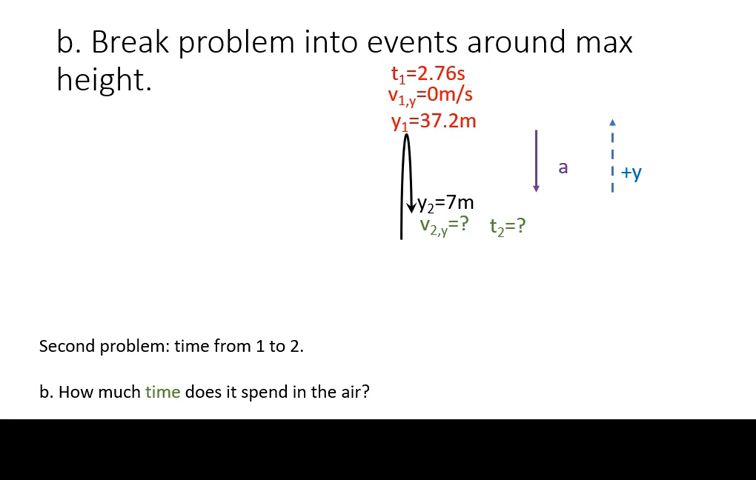 b. Break problem into events around max
height.
t₁=2.76s
v₁,y=0m/s
y₁=37.2m
a
+y
y₂=7m
v₂,y=? t₂=?
Second problem: time from 1 to 2.
b. How much time does it spend in the air?